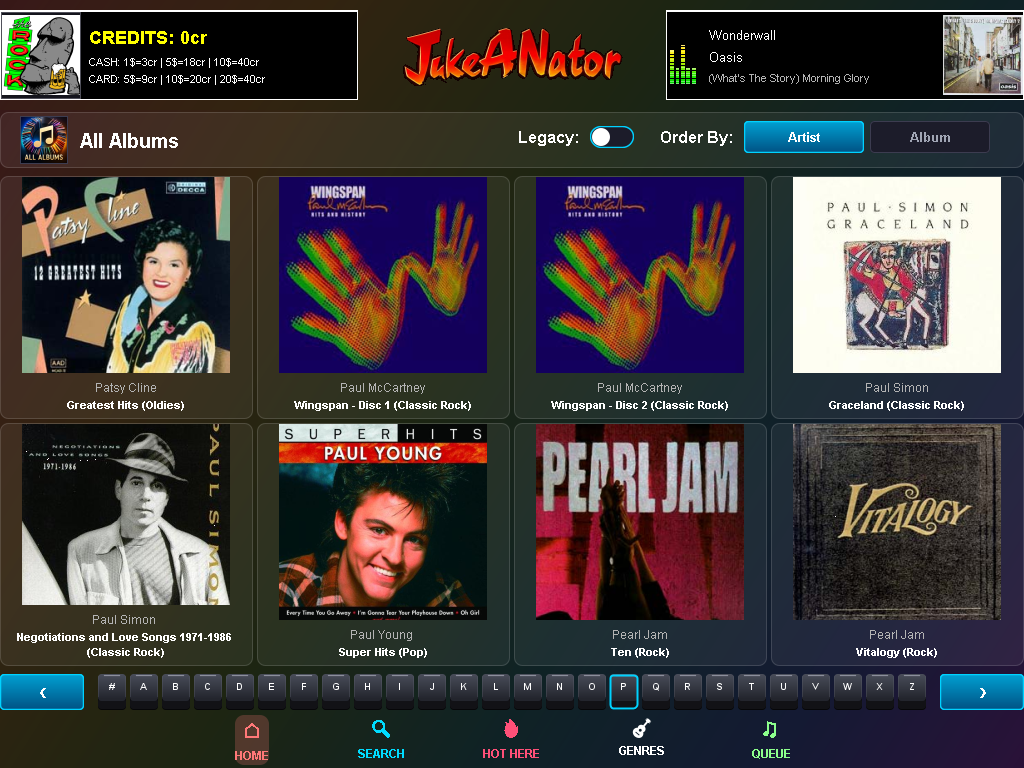 ROCK
CREDITS: 0cr
CASH: 1$=3cr | 5$=18cr | 10$=40cr
CARD: 5$=9cr | 10$=20cr | 20$=40cr
JukeANator
Wonderwall
Oasis
(What's The Story) Morning Glory
oasis
ALL ALBUMS
All Albums
Legacy:
Order By:
Artist
Album
Patsy Cline
DECCA
12 GREATEST HITS
AAD
Patsy Cline
Greatest Hits (Oldies)
WINGSPAN
Paul McCartney
HITS AND HISTORY
Paul McCartney
Wingspan - Disc 1 (Classic Rock)
WINGSPAN
Paul McCartney
HITS AND HISTORY
Paul McCartney
Wingspan - Disc 2 (Classic Rock)
PAUL · SIMON
GRACELAND
Paul Simon
Graceland (Classic Rock)
NEGOTIATIONS
AND LOVE SONGS
1971-1986
PAUL SIMON
Paul Simon
Negotiations and Love Songs 1971-1986
(Classic Rock)
SUPER HITS
PAUL YOUNG
Every Time You Go Away • I'm Gonna Tear Your Playhouse Down • Oh Girl
Paul Young
Super Hits (Pop)
PEARL JAM
Pearl Jam
Ten (Rock)
VITALOGY
Pearl Jam
Vitalogy (Rock)
‹ # A B C D E F G H I J K L M N O P Q R S T U V W X Z ›
HOME
SEARCH
HOT HERE
GENRES
QUEUE